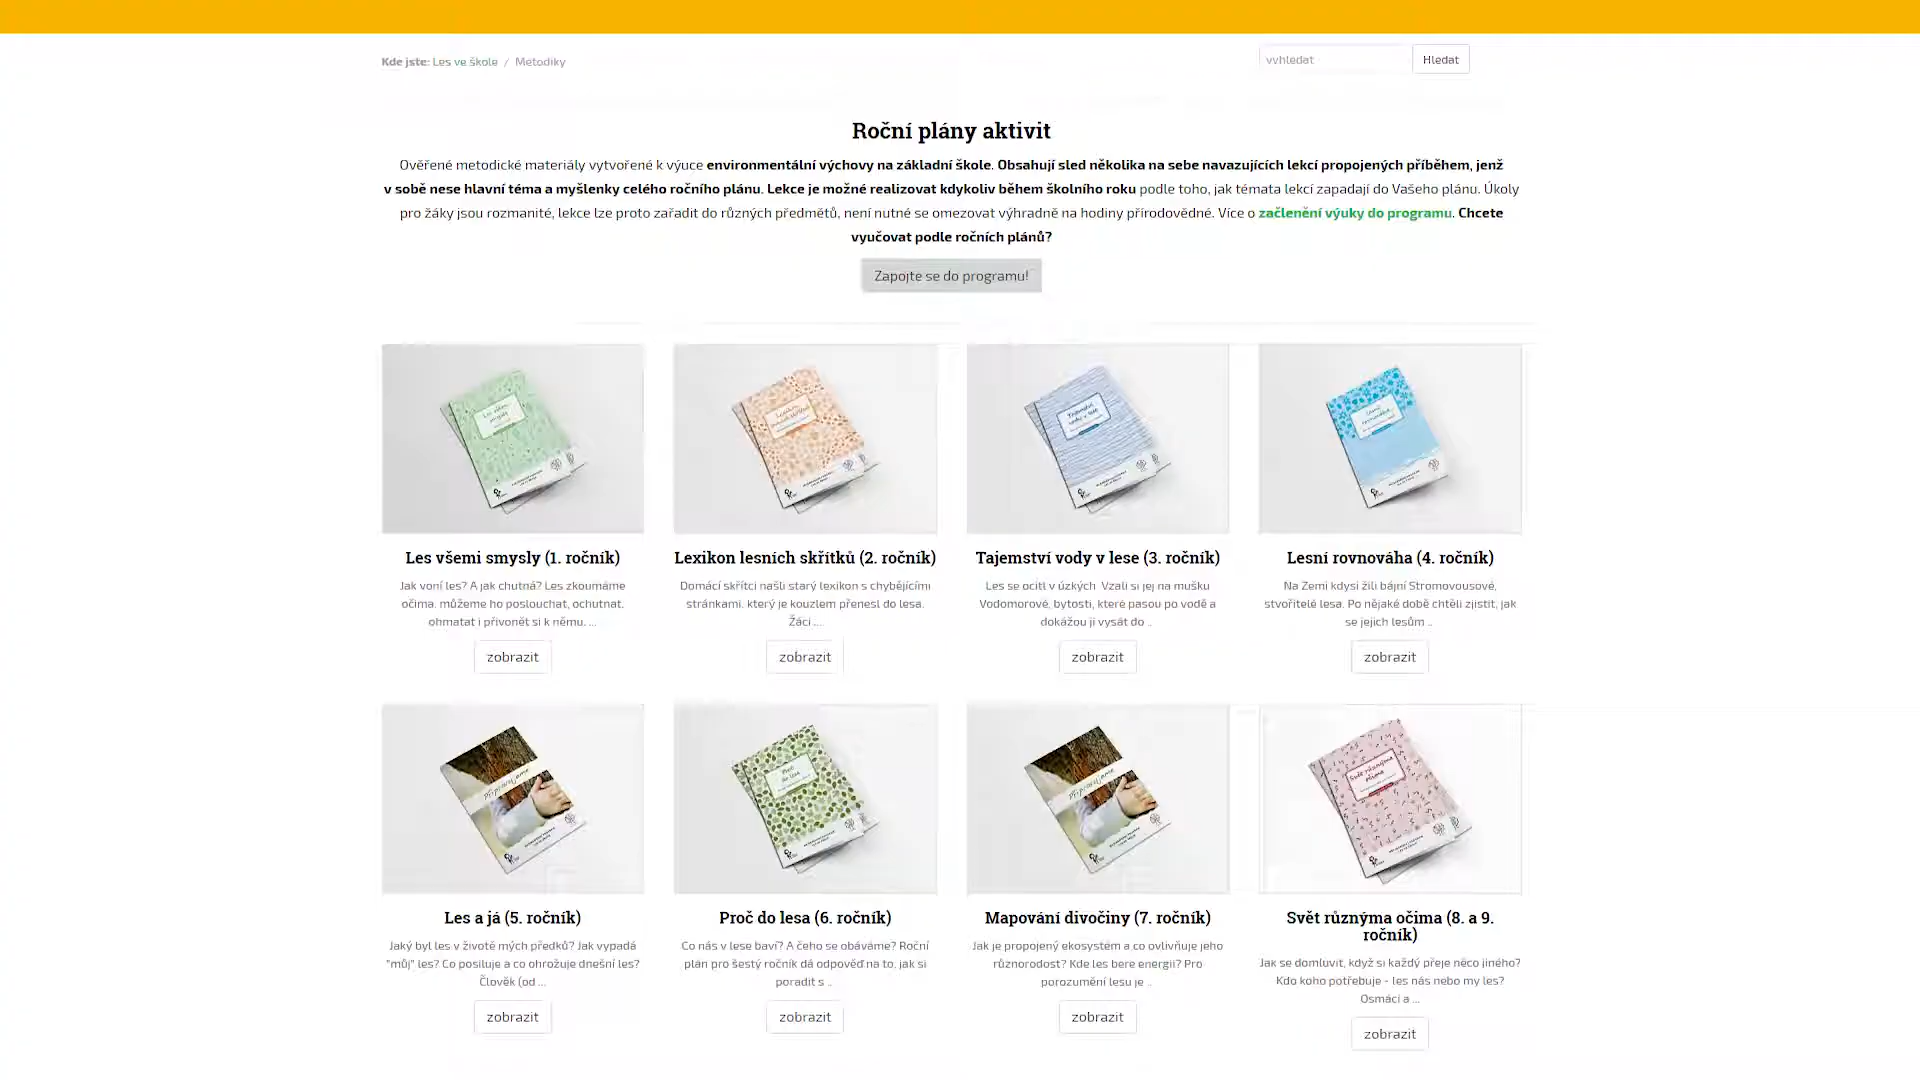 Kde jste: Les ve škole / Metodiky
vyhledat
Hledat
Roční plány aktivit
Ověřené metodické materiály vytvořené k výuce environmentální výchovy na základní škole. Obsahují sled několika na sebe navazujících lekcí propojených příběhem, jenž
v sobě nese hlavní téma a myšlenky celého ročního plánu. Lekce je možné realizovat kdykoliv během školního roku podle toho, jak témata lekcí zapadají do Vašeho plánu. Úkoly
pro žáky jsou rozmanité, lekce lze proto zařadit do různých předmětů, není nutné se omezovat výhradně na hodiny přírodovědné. Více o začlenění výuky do programu. Chcete
vyučovat podle ročních plánů?
Zapojte se do programu!
Les všemi smysly (1. ročník)
Jak voní les? A jak chutná? Les zkoumáme
očima, můžeme ho poslouchat, ochutnat,
ohmatat i přivonět si k němu. ...
zobrazit
Lexikon lesních skřítků (2. ročník)
Domácí skřítci našli starý lexikon s chybějícími
stránkami, který je kouzlem přenesl do lesa.
Žáci ...
zobrazit
Tajemství vody v lese (3. ročník)
Les se ocitl v úzkých. Vzali si jej na mušku
Vodomorové, bytosti, které pasou po vodě a
dokážou ji vysát do ...
zobrazit
Lesní rovnováha (4. ročník)
Na Zemi kdysi žili bájní Stromovousové,
stvořitelé lesa. Po nějaké době chtěli zjistit, jak
se jejich lesům ...
zobrazit
Připravujeme
Les a já (5. ročník)
Jaký byl les v životě mých předků? Jak vypadá
"můj" les? Co posiluje a co ohrožuje dnešní les?
Člověk (od ...
zobrazit
Proč do lesa
Proč do lesa (6. ročník)
Co nás v lese baví? A čeho se obáváme? Roční
plán pro šestý ročník dá odpověď na to, jak si
poradit s ...
zobrazit
Připravujeme
Mapování divočiny (7. ročník)
Jak je propojený ekosystém a co ovlivňuje jeho
různorodost? Kde les bere energii? Pro
porozumění lesu je ...
zobrazit
Svět různýma očima
Svět různýma očima (8. a 9.
ročník)
Jak se domluvit, když si každý přeje něco jiného?
Kdo koho potřebuje - les nás nebo my les?
Osmáci a ...
zobrazit